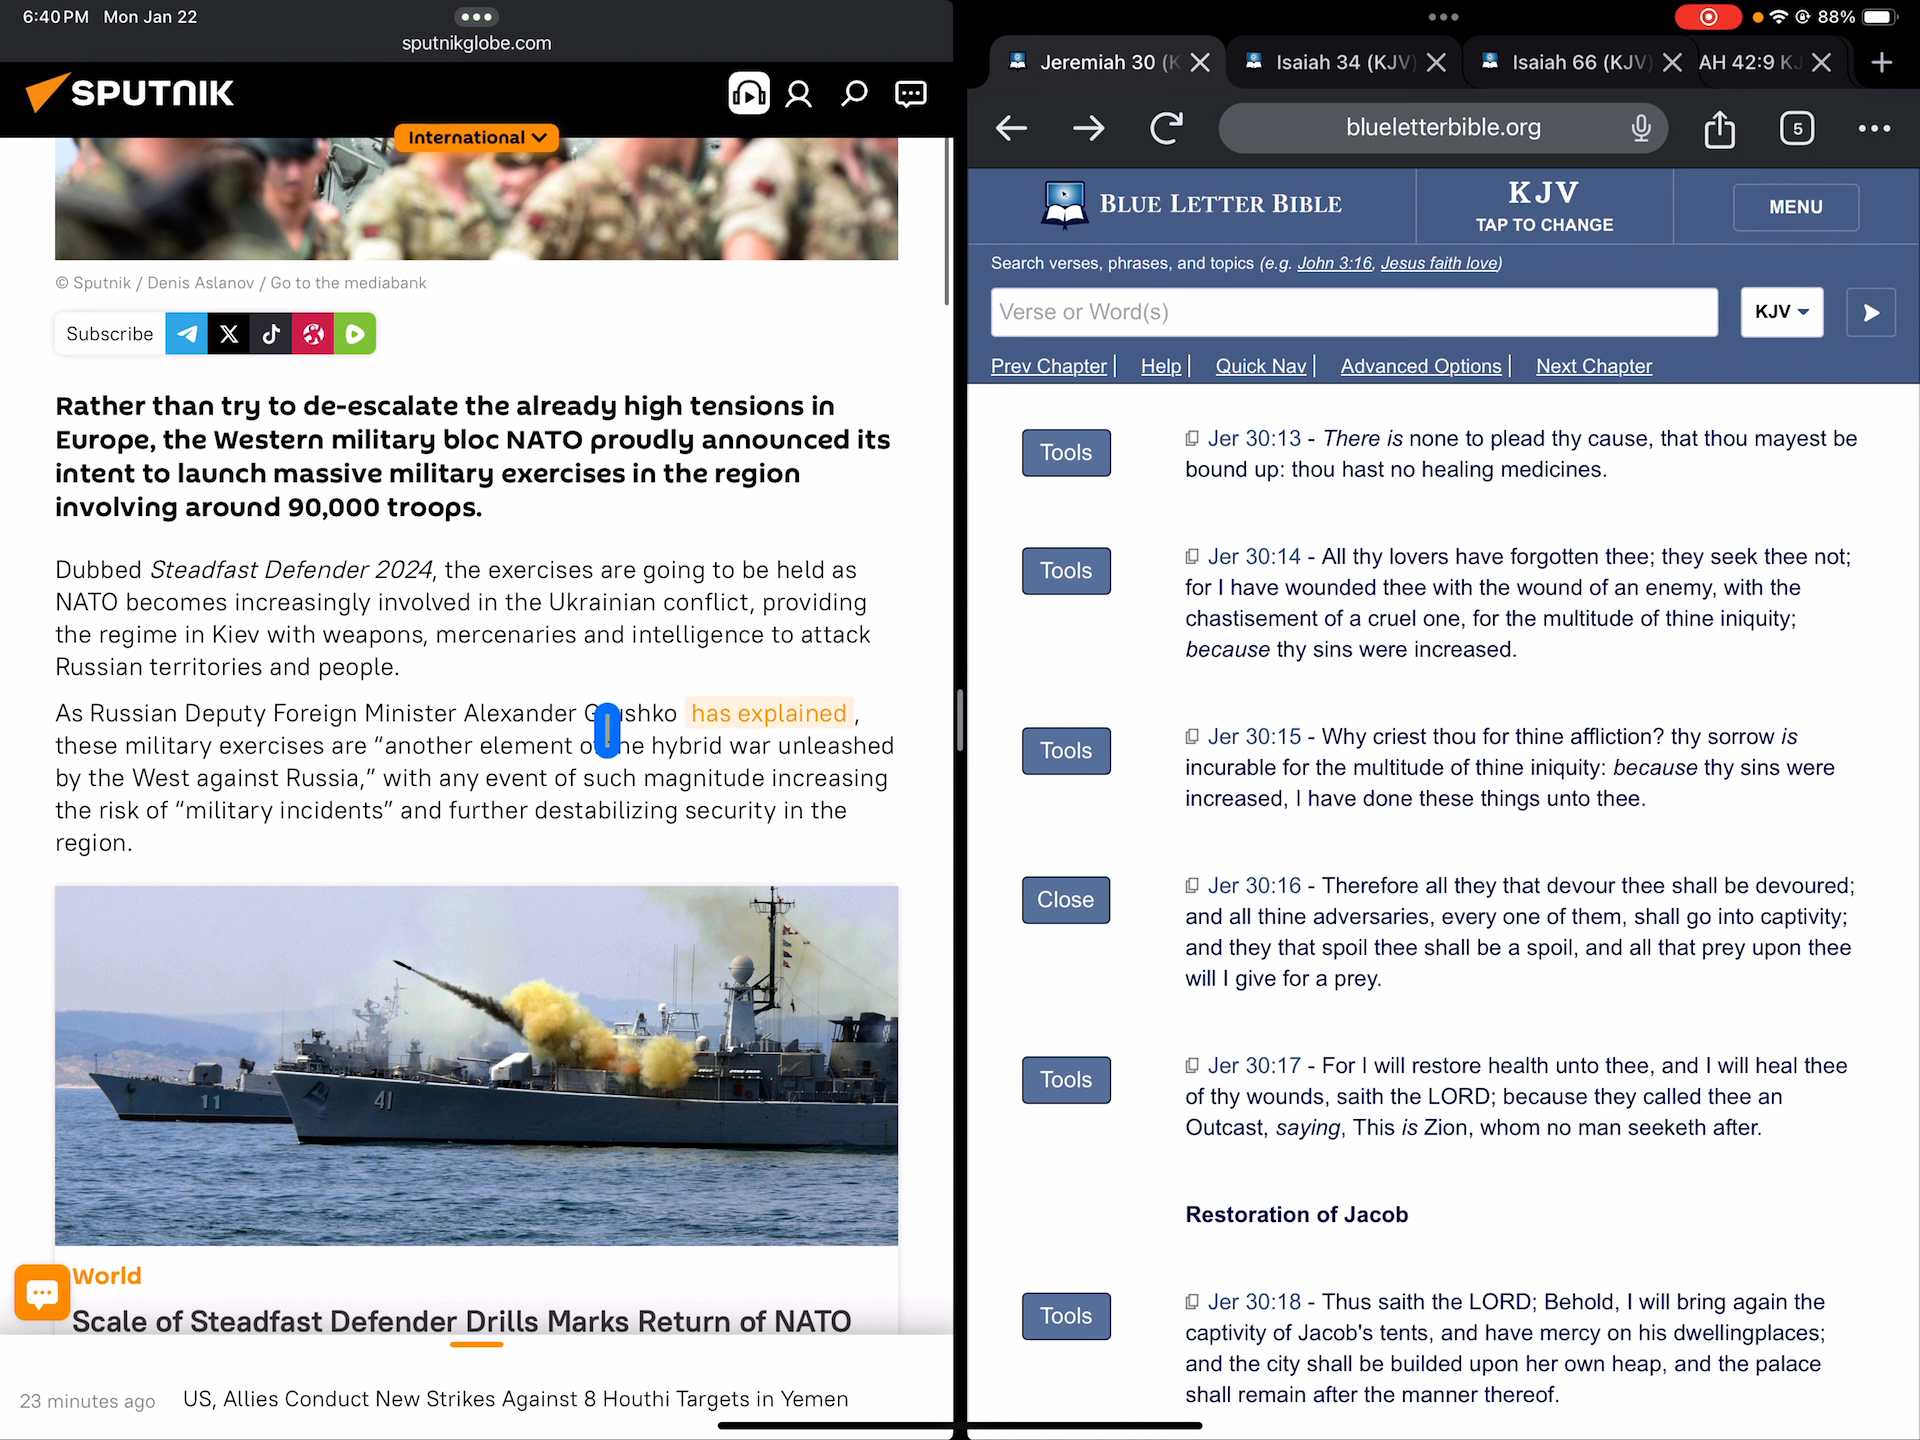 6:40 PM Mon Jan 22
sputnikglobe.com
SPUTNIK
International
© Sputnik / Denis Aslanov / Go to the mediabank
Subscribe
Rather than try to de-escalate the already high tensions in
Europe, the Western military bloc NATO proudly announced its
intent to launch massive military exercises in the region
involving around 90,000 troops.
Dubbed Steadfast Defender 2024, the exercises are going to be held as
NATO becomes increasingly involved in the Ukrainian conflict, providing
the regime in Kiev with weapons, mercenaries and intelligence to attack
Russian territories and people.
As Russian Deputy Foreign Minister Alexander has explained,
these military exercises are “another element hybrid war unleashed
by the West against Russia,” with any event of such magnitude increasing
the risk of “military incidents” and further destabilizing security in the
region.
11
41
World
Scale of Steadfast Defender Drills Marks Return of NATO
23 minutes ago US, Allies Conduct New Strikes Against 8 Houthi Targets in Yemen
88%
Jeremiah 30 (K
Isaiah 34 (KJV)
Isaiah 66 (KJV)
AH 42:9 KJ
blueletterbible.org
5
BLUE LETTER BIBLE
KJV
TAP TO CHANGE
MENU
Search verses, phrases, and topics (e.g. John 3:16, Jesus faith love)
Verse or Word(s)
KJV
Prev Chapter | Help | Quick Nav | Advanced Options | Next Chapter
Tools
Jer 30:13 - There is none to plead thy cause, that thou mayest be
bound up: thou hast no healing medicines.
Tools
Jer 30:14 - All thy lovers have forgotten thee; they seek thee not;
for I have wounded thee with the wound of an enemy, with the
chastisement of a cruel one, for the multitude of thine iniquity;
because thy sins were increased.
Tools
Jer 30:15 - Why criest thou for thine affliction? thy sorrow is
incurable for the multitude of thine iniquity: because thy sins were
increased, I have done these things unto thee.
Close
Jer 30:16 - Therefore all they that devour thee shall be devoured;
and all thine adversaries, every one of them, shall go into captivity;
and they that spoil thee shall be a spoil, and all that prey upon thee
will I give for a prey.
Tools
Jer 30:17 - For I will restore health unto thee, and I will heal thee
of thy wounds, saith the LORD; because they called thee an
Outcast, saying, This is Zion, whom no man seeketh after.
Restoration of Jacob
Tools
Jer 30:18 - Thus saith the LORD; Behold, I will bring again the
captivity of Jacob's tents, and have mercy on his dwellingplaces;
and the city shall be builded upon her own heap, and the palace
shall remain after the manner thereof.